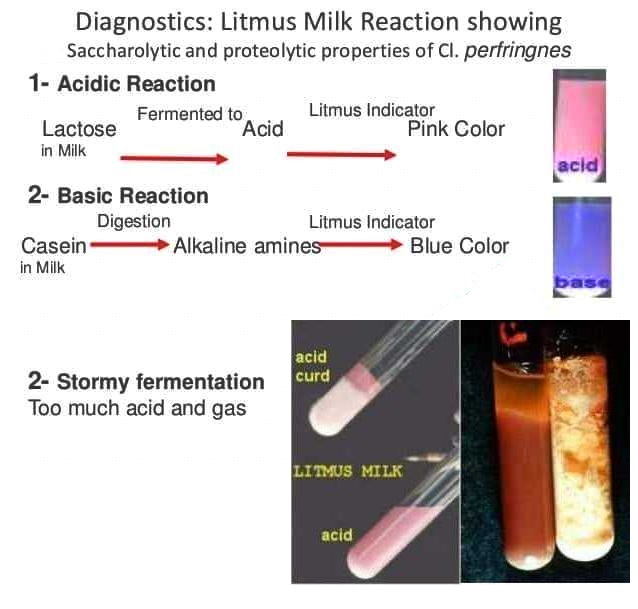 Diagnostics: Litmus Milk Reaction showing
Saccharolytic and proteolytic properties of Cl. perfringnes
1- Acidic Reaction
Fermented to
Litmus Indicator
Lactose
Acid
Pink Color
in Milk
acid
2- Basic Reaction
Digestion
Litmus Indicator
Casein
Alkaline amines
Blue Color
in Milk
base
2- Stormy fermentation
Too much acid and gas
acid
curd
LITMUS MILK
acid